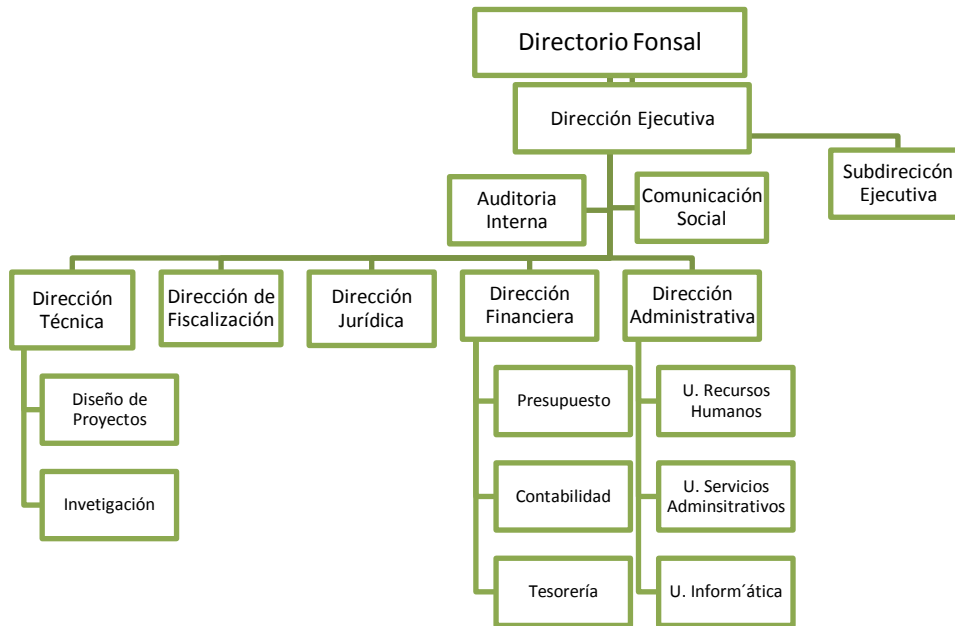 Directorio Fonsal
Dirección Ejecutiva
Subdirecicón
Ejecutiva
Auditoria
Interna
Comunicación
Social
Dirección
Técnica
Dirección de
Fiscalización
Dirección
Jurídica
Dirección
Financiera
Dirección
Administrativa
Diseño de
Proyectos
Invetigación
Presupuesto
Contabilidad
Tesorería
U. Recursos
Humanos
U. Servicios
Adminsitrativos
U. Inform´ática